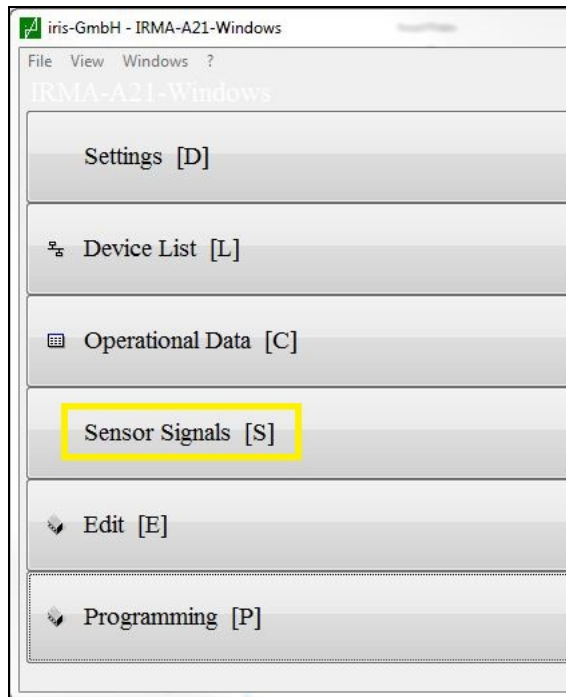 iris-GmbH - IRMA-A21-Windows
File View Windows ?
IRMA-A21-Windows
Settings [D]
Device List [L]
Operational Data [C]
Sensor Signals [S]
Edit [E]
Programming [P]